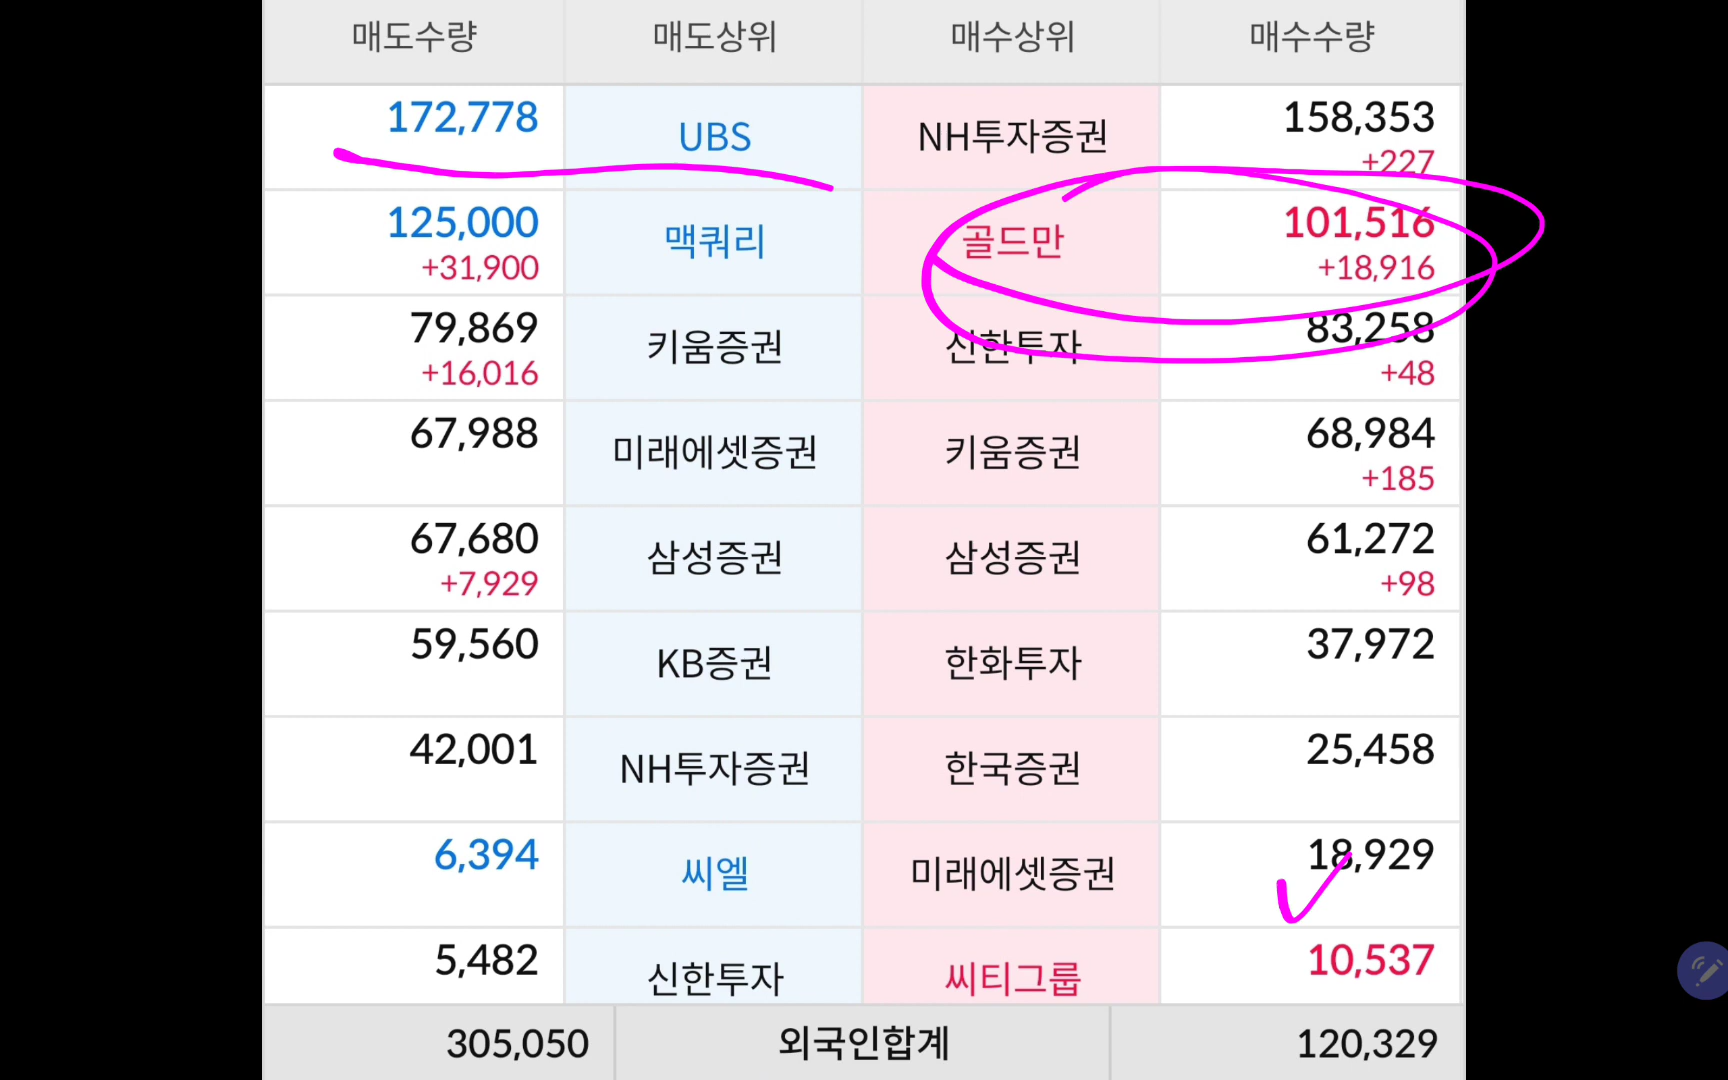 매도수량 매도상위 매수상위 매수수량
172,778 UBS NH투자증권 158,353
+227
125,000 맥쿼리 골드만 101,516
+31,900 +18,916
79,869 키움증권 신한투자 83,258
+16,016 +48
67,988 미래에셋증권 키움증권 68,984
+185
67,680 삼성증권 삼성증권 61,272
+7,929 +98
59,560 KB증권 한화투자 37,972
42,001 NH투자증권 한국증권 25,458
6,394 씨엘 미래에셋증권 18,929
5,482 신한투자 씨티그룹 10,537
305,050 외국인합계 120,329